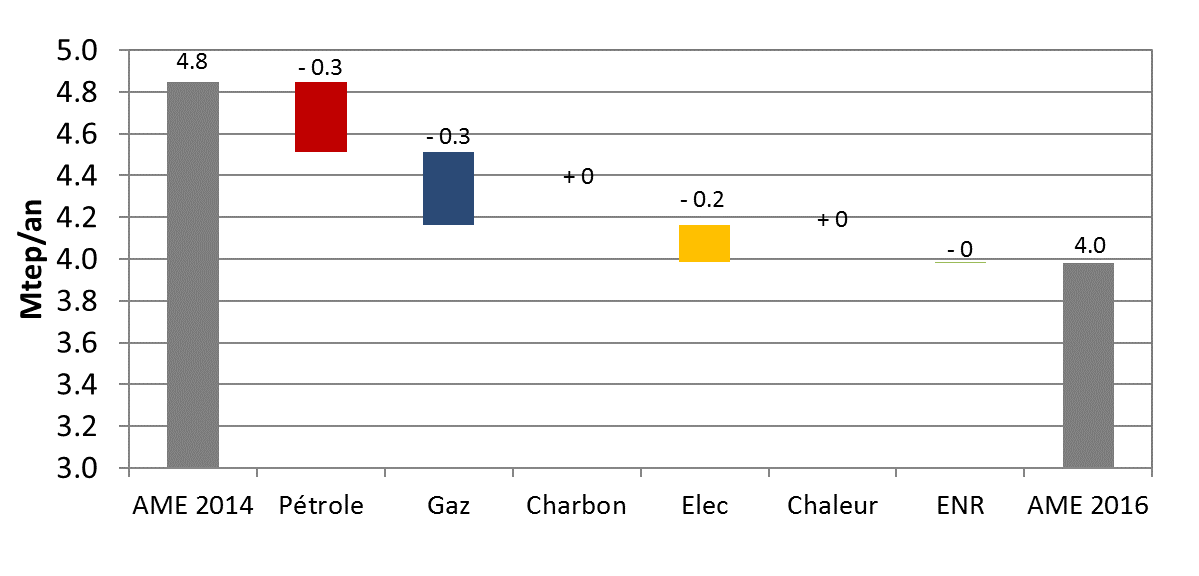 Mtep/an
5.0
4.8
4.6
4.4
4.2
4.0
3.8
3.6
3.4
3.2
3.0
4.8
- 0.3
- 0.3
+ 0
- 0.2
+ 0
- 0
4.0
AME 2014
Pétrole
Gaz
Charbon
Elec
Chaleur
ENR
AME 2016